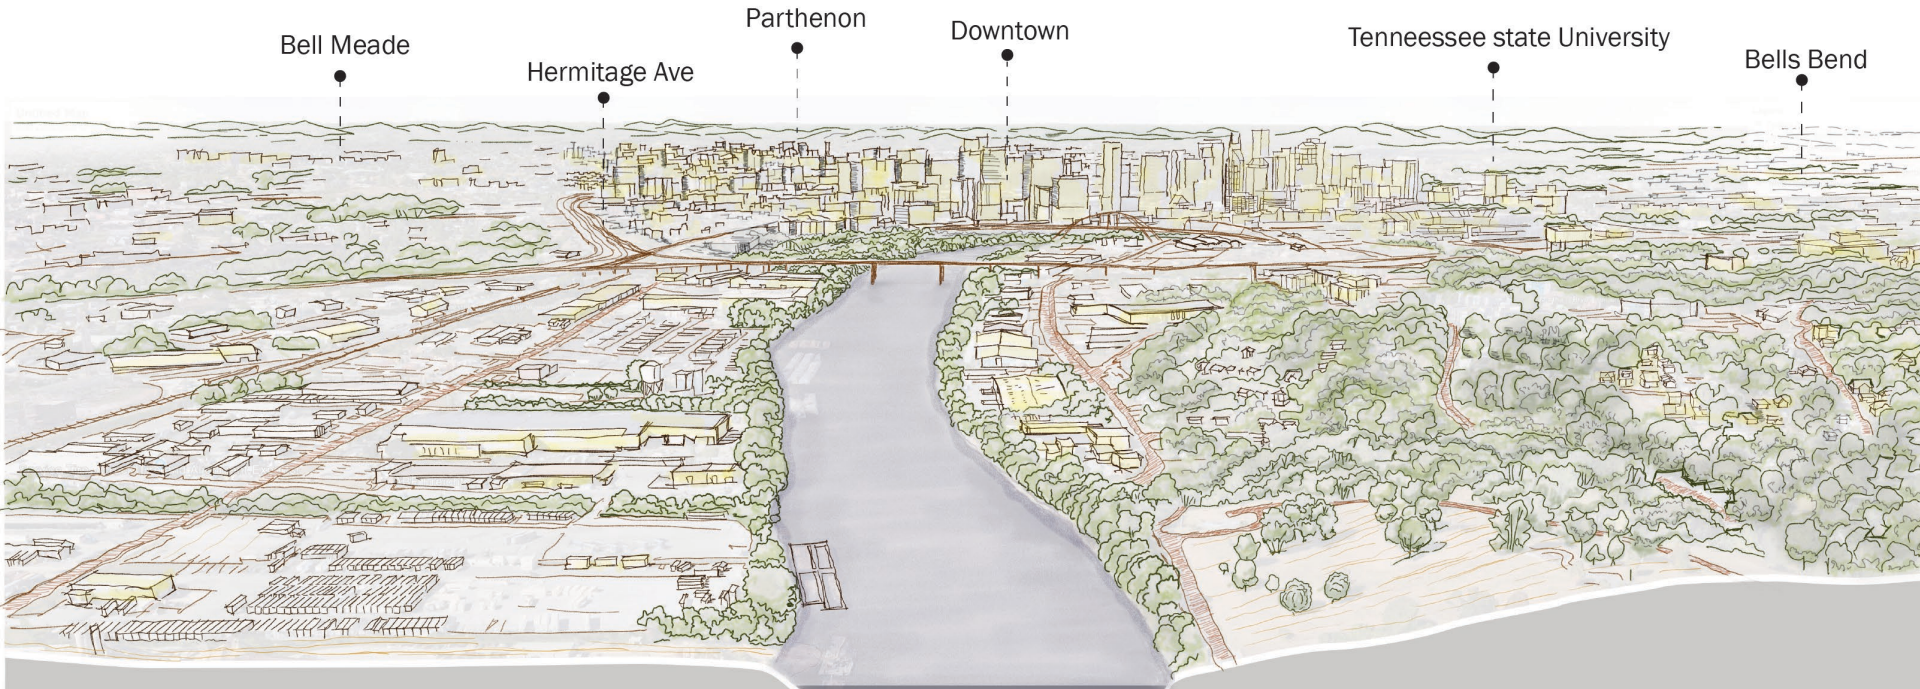 Bell Meade
Hermitage Ave
Parthenon
Downtown
Tenneessee state University
Bells Bend